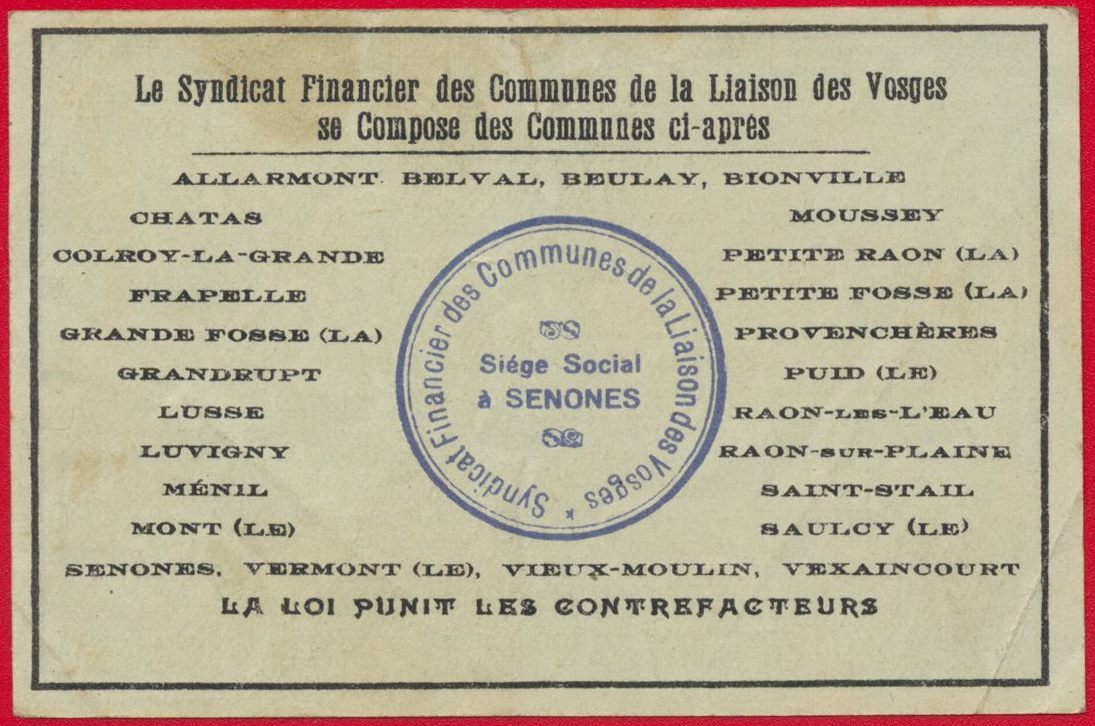 Le Syndicat Financier des Communes de la Liaison des Vosges
se Compose des Communes ci-après
ALLARMONT. BELVAL, BEULAY, BIONVILLE
CHATAS
COLROY-LA-GRANDE
FRAPELLE
GRANDE FOSSE (LA)
GRANDRUPT
LUSSE
LUVIGNY
MÉNIL
MONT (LE)
Syndicat Financier des Communes de la Liaison des Vosges *
Siége Social
à SENONES
MOUSSEY
PETITE RAON (LA)
PETITE FOSSE (LA)
PROVENCHÈRES
PUID (LE)
RAON-LES-L'EAU
RAON-SUR-PLAINE
SAINT-STAIL
SAULCY (LE)
SENONES, VERMONT (LE), VIEUX-MOULIN, VEXAINCOURT
LA LOI PUNIT LES CONTREFACTEURS